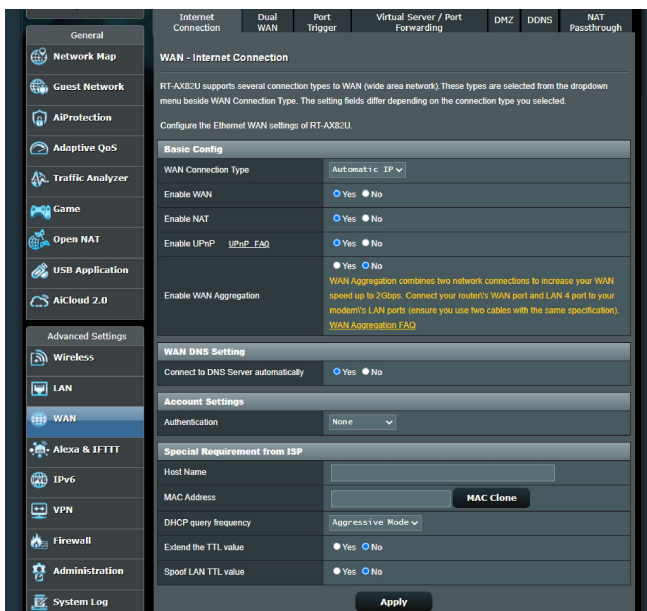 General
Network Map
Guest Network
AiProtection
Adaptive QoS
Traffic Analyzer
Game
Open NAT
USB Application
AiCloud 2.0
Advanced Settings
Wireless
LAN
WAN
Alexa & IFTTT
IPv6
VPN
Firewall
Administration
System Log
Internet Connection
Dual WAN
Port Trigger
Virtual Server / Port Forwarding
DMZ
DDNS
NAT Passthrough
WAN - Internet Connection
RT-AX82U supports several connection types to WAN (wide area network).These types are selected from the dropdown
menu beside WAN Connection Type. The setting fields differ depending on the connection type you selected.
Configure the Ethernet WAN settings of RT-AX82U.
Basic Config
WAN Connection Type Automatic IP
Enable WAN Yes No
Enable NAT Yes No
Enable UPnP UPnP FAQ Yes No
Enable WAN Aggregation Yes No
WAN Aggregation combines two network connections to increase your WAN
speed up to 2Gbps. Connect your router\'s WAN port and LAN 4 port to your
modem\'s LAN ports (ensure you use two cables with the same specification).
WAN Aggregation FAQ
WAN DNS Setting
Connect to DNS Server automatically Yes No
Account Settings
Authentication None
Special Requirement from ISP
Host Name
MAC Address MAC Clone
DHCP query frequency Aggressive Mode
Extend the TTL value Yes No
Spoof LAN TTL value Yes No
Apply